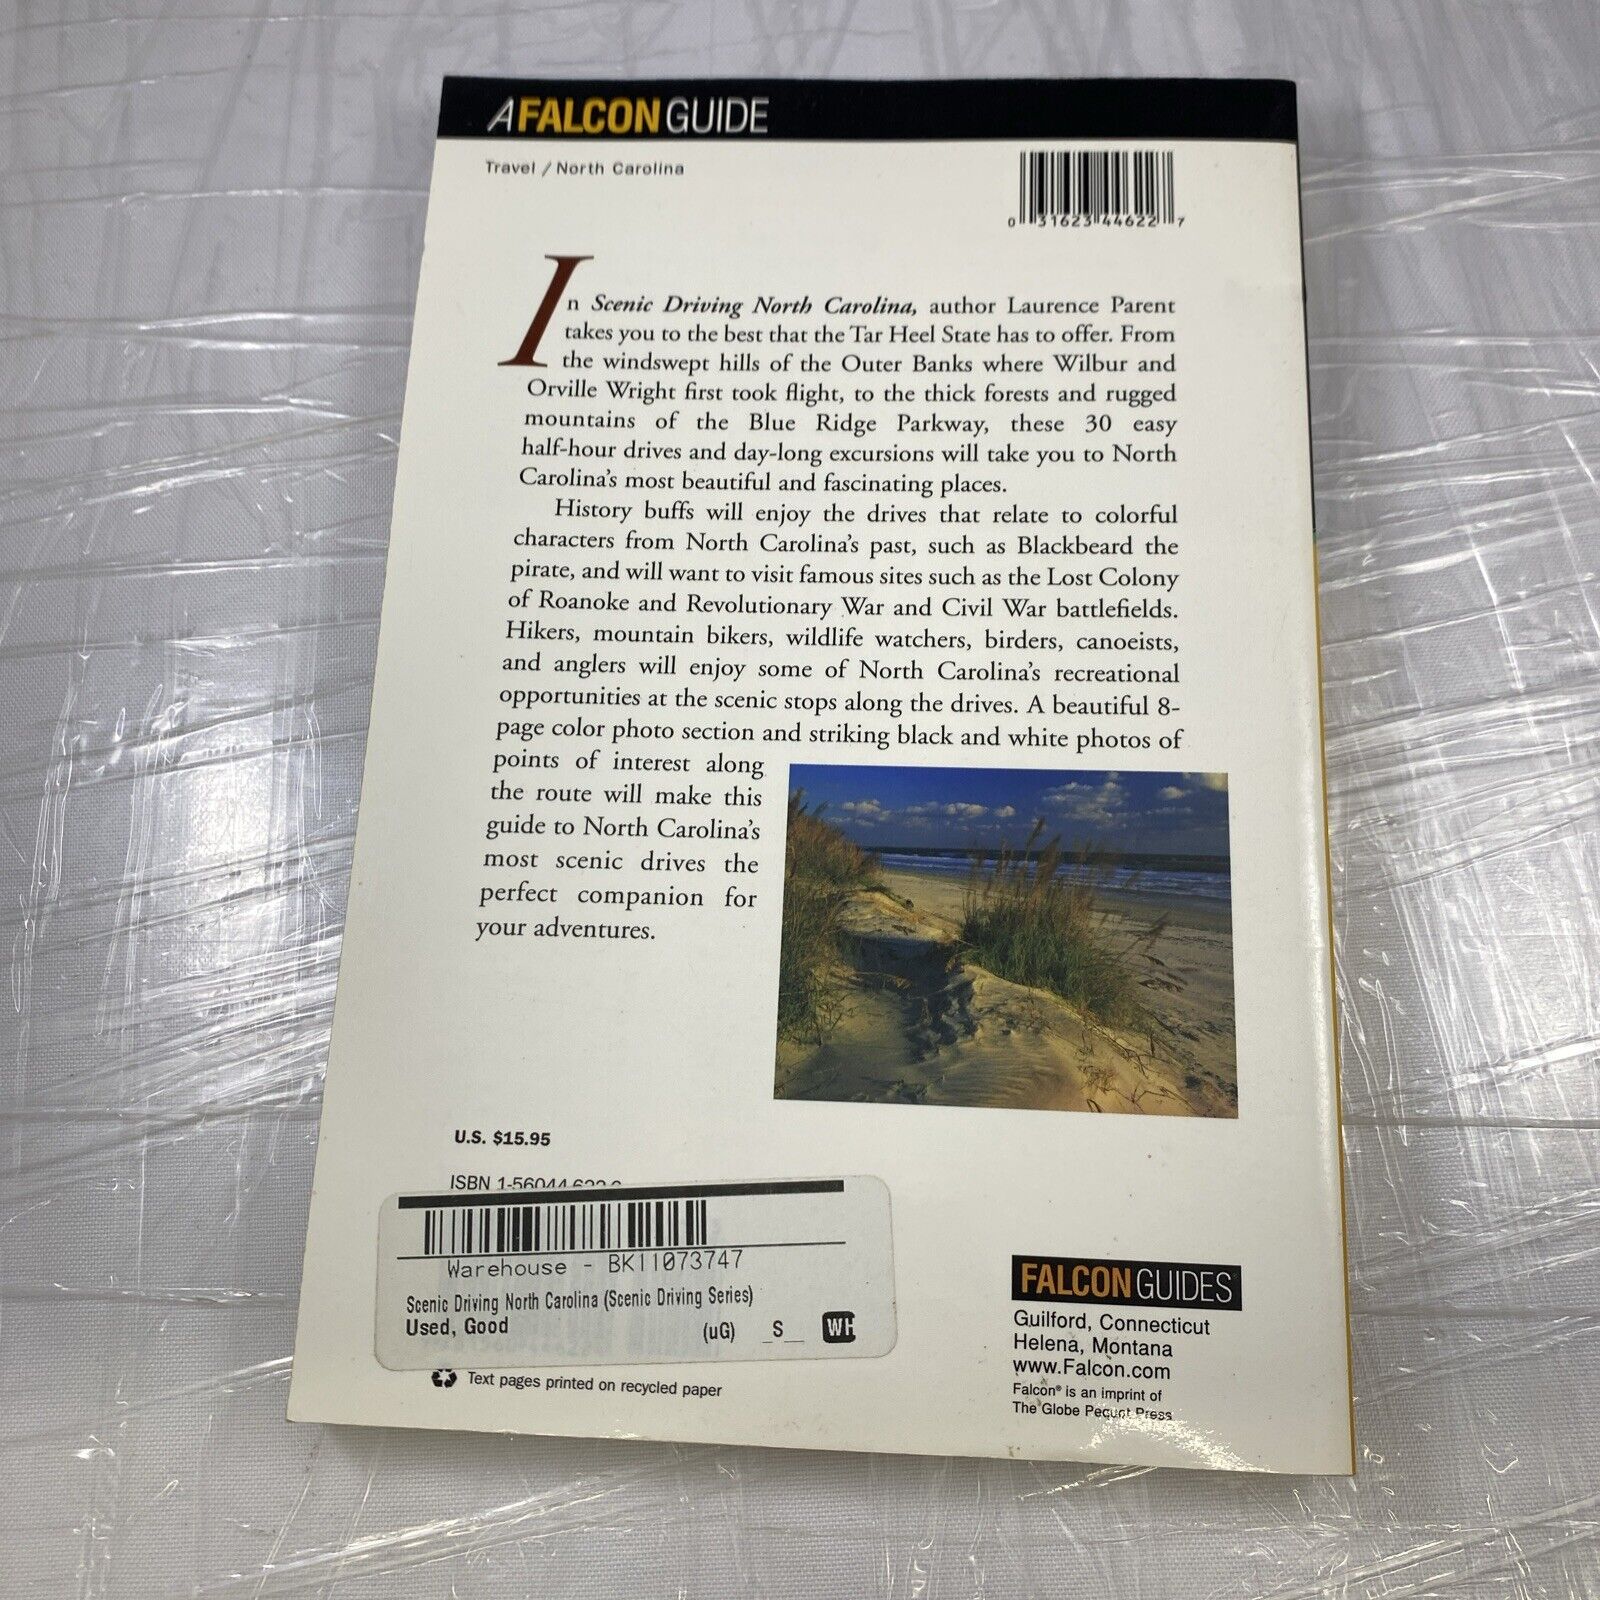 A FALCON GUIDE
Travel / North Carolina
0 31623 44622 7
In Scenic Driving North Carolina, author Laurence Parent
takes you to the best that the Tar Heel State has to offer. From
the windswept hills of the Outer Banks where Wilbur and
Orville Wright first took flight, to the thick forests and rugged
mountains of the Blue Ridge Parkway, these 30 easy
half-hour drives and day-long excursions will take you to North
Carolina's most beautiful and fascinating places.
History buffs will enjoy the drives that relate to colorful
characters from North Carolina's past, such as Blackbeard the
pirate, and will want to visit famous sites such as the Lost Colony
of Roanoke and Revolutionary War and Civil War battlefields.
Hikers, mountain bikers, wildlife watchers, birders, canoeists,
and anglers will enjoy some of North Carolina's recreational
opportunities at the scenic stops along the drives. A beautiful 8-
page color photo section and striking black and white photos of
points of interest along
the route will make this
guide to North Carolina's
most scenic drives the
perfect companion for
your adventures.
U.S. $15.95
ISBN 1-56044-622-
Warehouse - BK11073747
Scenic Driving North Carolina (Scenic Driving Series)
Used, Good (uG) _S__ WH
Text pages printed on recycled paper
FALCON GUIDES
Guilford, Connecticut
Helena, Montana
www.Falcon.com
Falcon® is an imprint of
The Globe Pequot Press